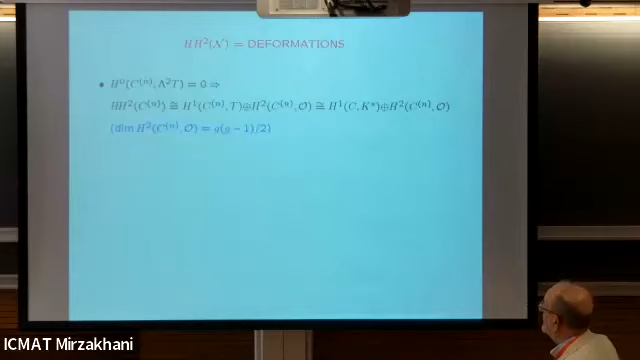 HH²(𝒩) = DEFORMATIONS
• H⁰(C⁽ⁿ⁾, Λ²T) = 0 ⇒
HH²(C⁽ⁿ⁾) ≅ H¹(C⁽ⁿ⁾, T)⊕H²(C⁽ⁿ⁾, 𝒪) ≅ H¹(C, K*)⊕H²(C⁽ⁿ⁾, 𝒪)
(dim H²(C⁽ⁿ⁾, 𝒪) = g(g − 1)/2)
ICMAT Mirzakhani